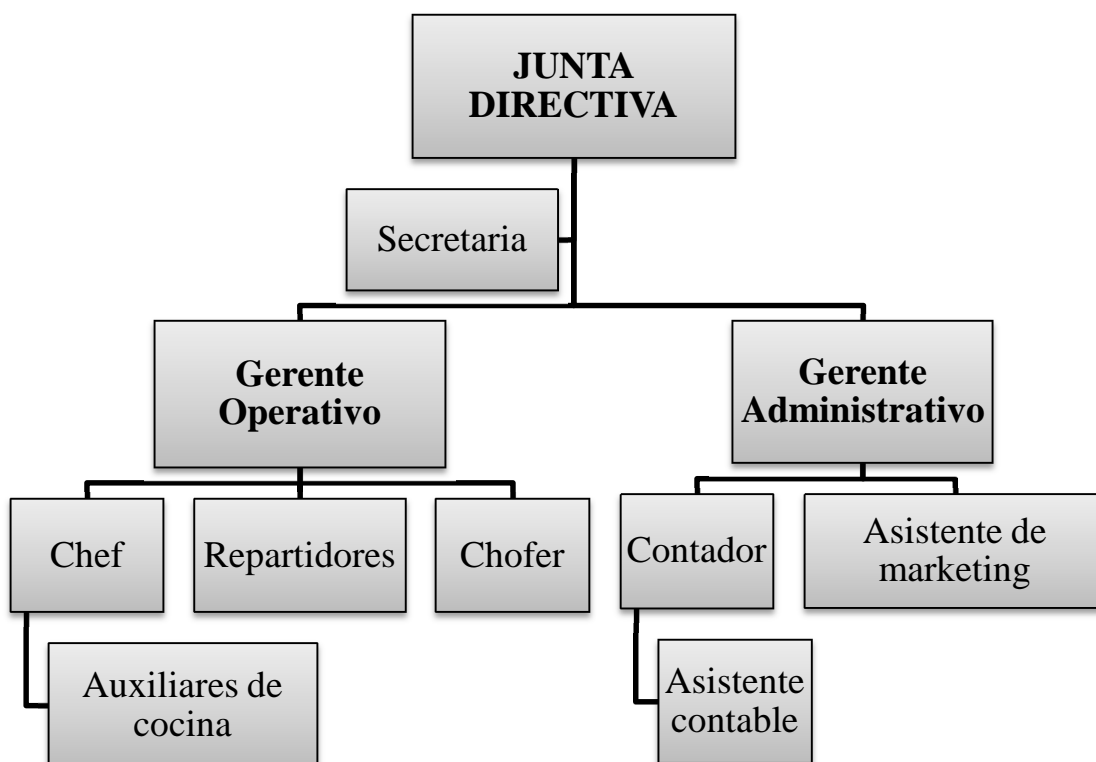 JUNTA
DIRECTIVA
Secretaria
Gerente
Operativo
Gerente
Administrativo
Chef
Repartidores
Chofer
Contador
Asistente de
marketing
Auxiliares de
cocina
Asistente
contable